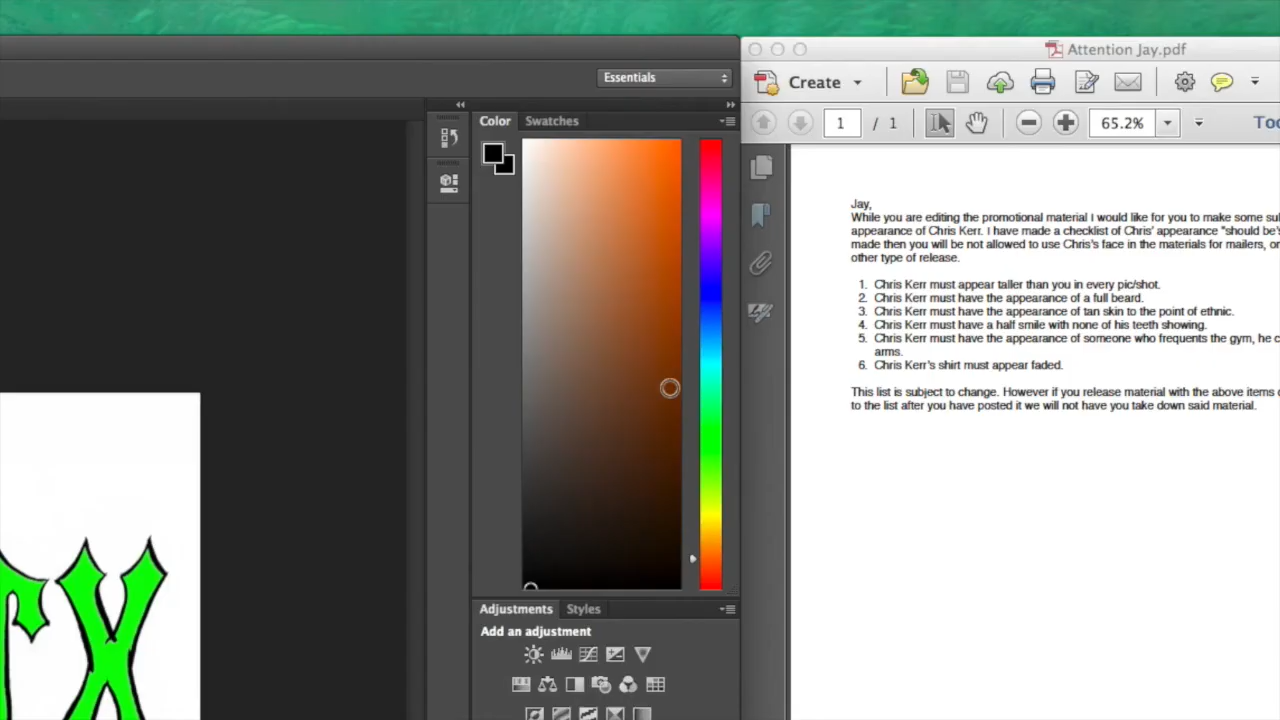 Essentials
Color Swatches
Adjustments Styles
Add an adjustment
X
Attention Jay.pdf
Create
1 / 1
65.2%
Jay,
While you are editing the promotional material I would like for you to make some
appearance of Chris Kerr. I have made a checklist of Chris' appearance "should be's
made then you will be not allowed to use Chris's face in the materials for mailers, or
other type of release.
1. Chris Kerr must appear taller than you in every pic/shot.
2. Chris Kerr must have the appearance of a full beard.
3. Chris Kerr must have the appearance of tan skin to the point of ethnic.
4. Chris Kerr must have a half smile with none of his teeth showing.
5. Chris Kerr must have the appearance of someone who frequents the gym, he
arms.
6. Chris Kerr's shirt must appear faded.
This list is subject to change. However if you release material with the above items
to the list after you have posted it we will not have you take down said material.